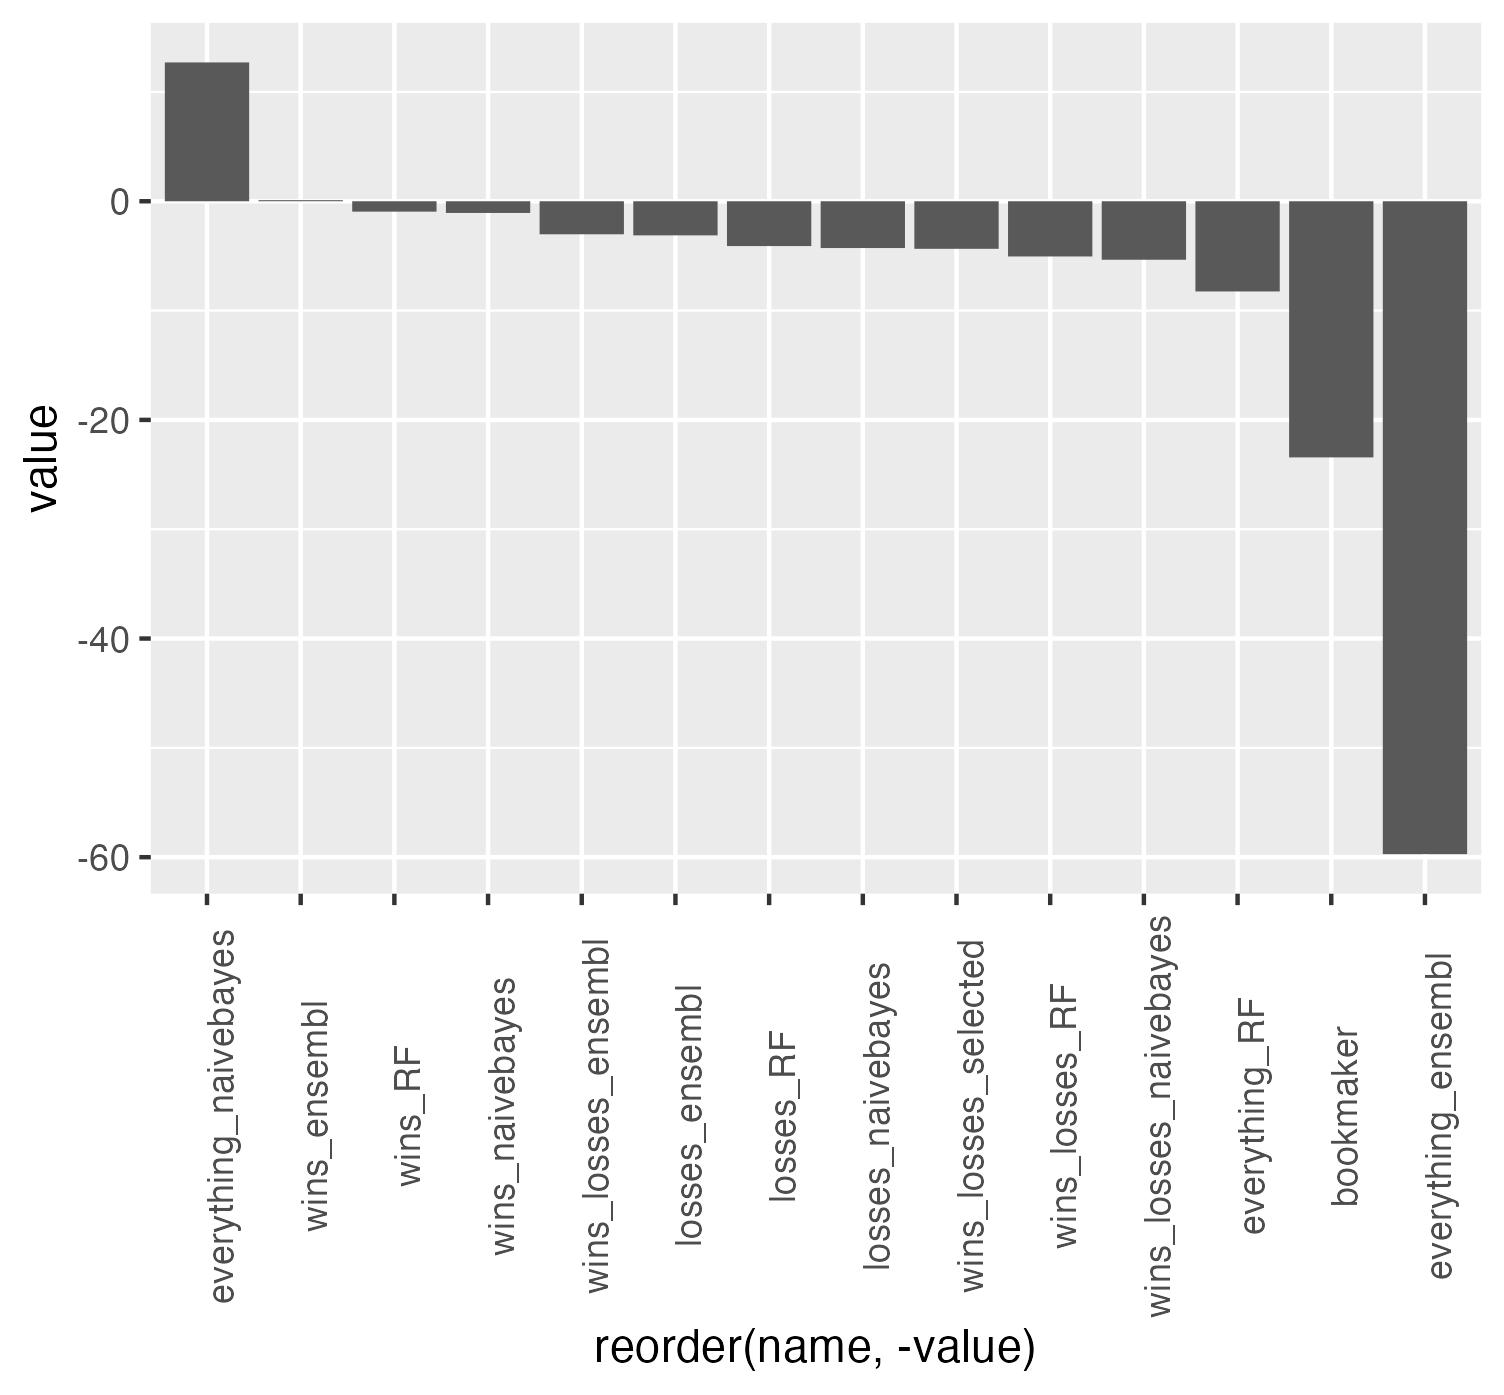 value
0
-20
-40
-60
everything_naivebayes
wins_ensembl
wins_RF
wins_naivebayes
wins_losses_ensembl
losses_ensembl
losses_RF
losses_naivebayes
wins_losses_selected
wins_losses_RF
wins_losses_naivebayes
everything_RF
bookmaker
everything_ensembl
reorder(name, -value)